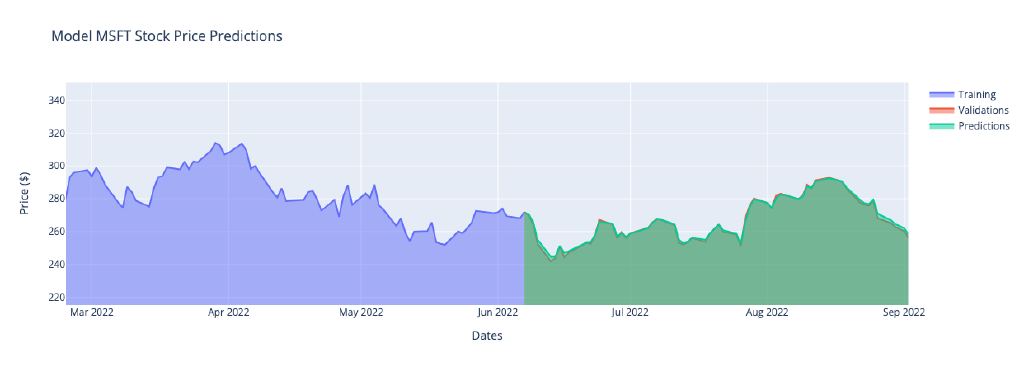 Model MSFT Stock Price Predictions
340
320
300
280
260
240
220
Price ($)
Mar 2022
Apr 2022
May 2022
Jun 2022
Jul 2022
Aug 2022
Sep 2022
Dates
Training
Validations
Predictions